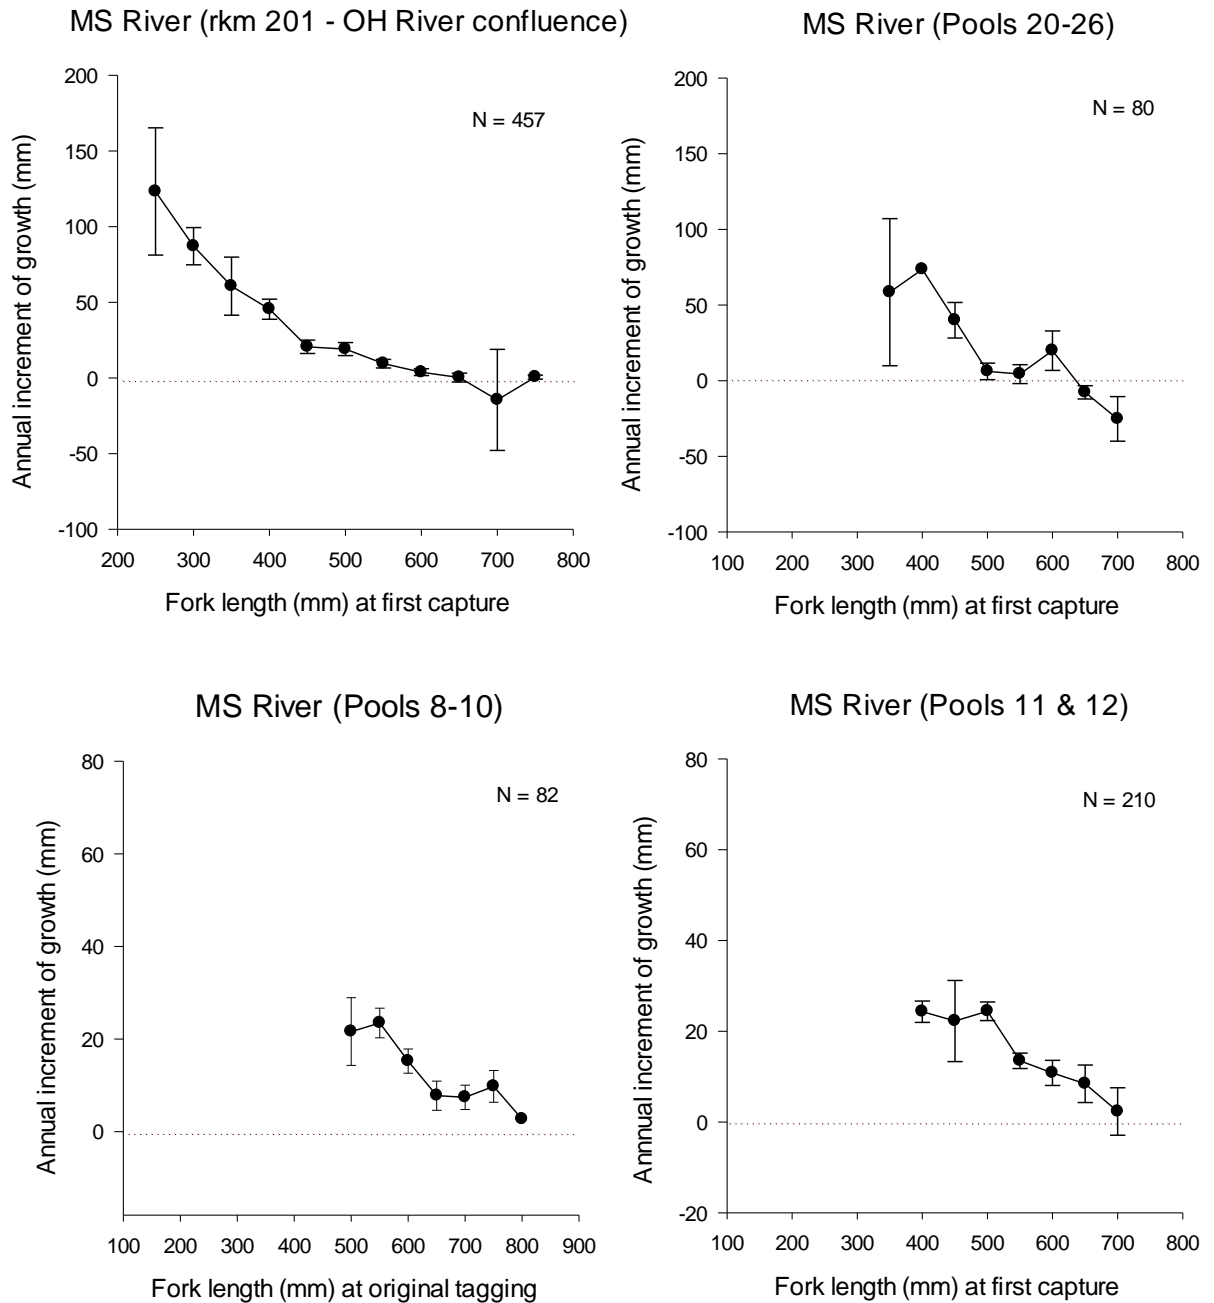 MS River (rkm 201 - OH River confluence)
N = 457
Annual increment of growth (mm)
200
150
100
50
0
-50
-100
200 300 400 500 600 700 800
Fork length (mm) at first capture
MS River (Pools 20-26)
N = 80
Annual increment of growth (mm)
200
150
100
50
0
-50
-100
100 200 300 400 500 600 700 800
Fork length (mm) at first capture
MS River (Pools 8-10)
N = 82
Annual increment of growth (mm)
80
60
40
20
0
100 200 300 400 500 600 700 800 900
Fork length (mm) at original tagging
MS River (Pools 11 & 12)
N = 210
Annual increment of growth (mm)
80
60
40
20
0
-20
100 200 300 400 500 600 700 800
Fork length (mm) at first capture